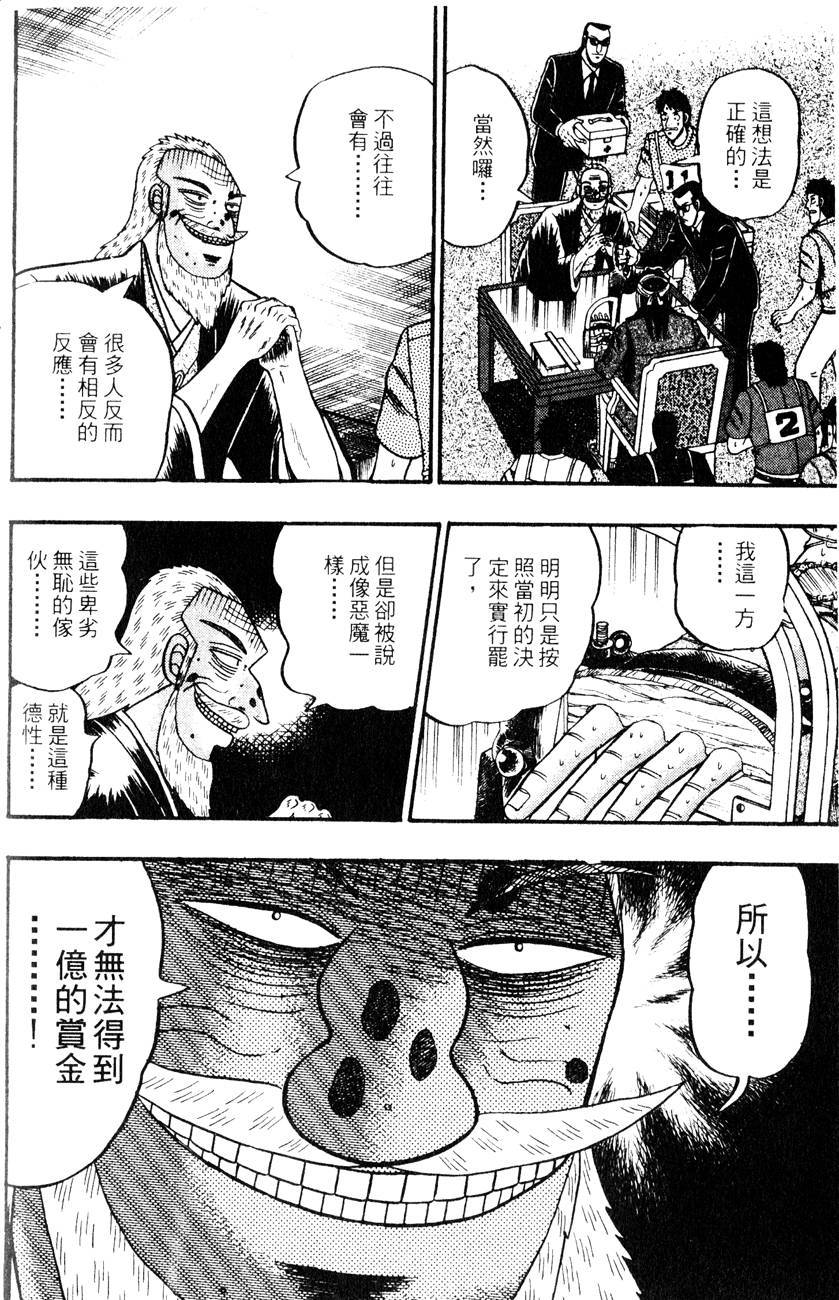 這想法是
正確的…
當然囉…
11
2
不過往往
會有………
很多人反而
會有相反的
反應……
我這一方
……
明明只是按
照當初的決
定來實行罷
了，
但是卻被說
成像惡魔一
樣……
這些卑劣
無恥的傢
伙………
就是這種
德性……
所以………
才無法得到
一億的賞金
………！